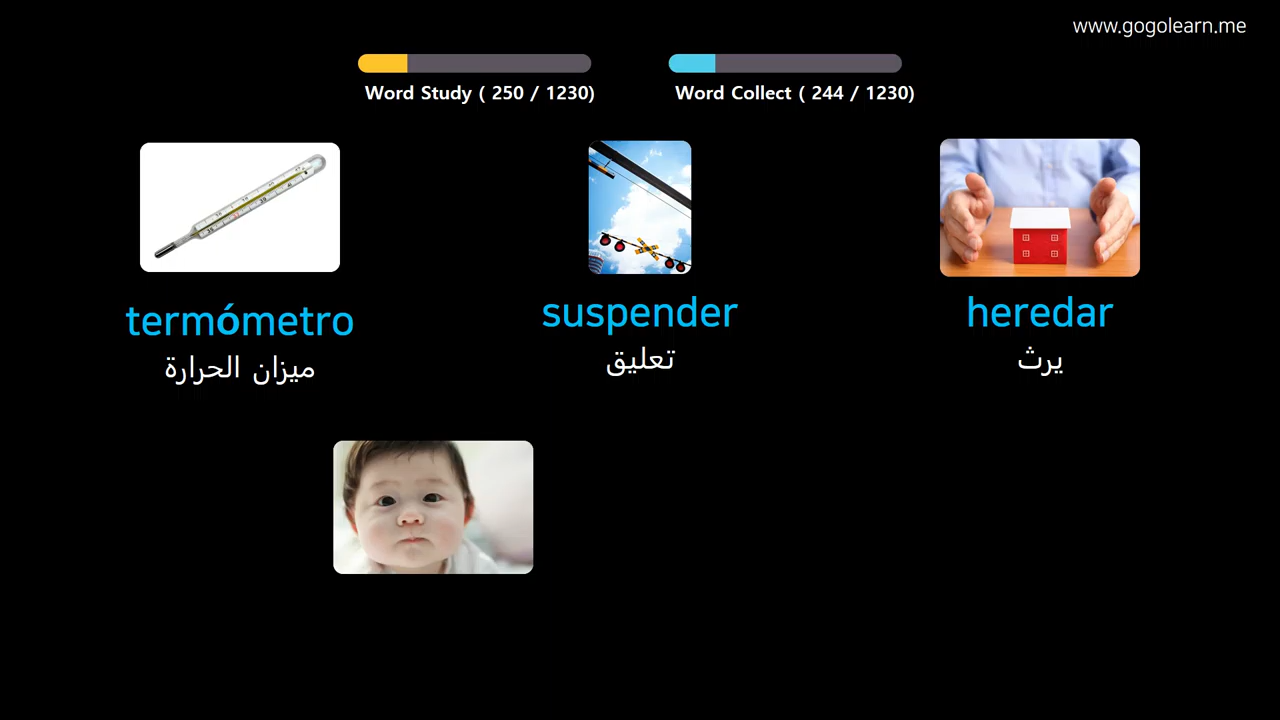 www.gogolearn.me
Word Study ( 250 / 1230)
Word Collect ( 244 / 1230)
termómetro
ميزان الحرارة
suspender
تعليق
heredar
يرث